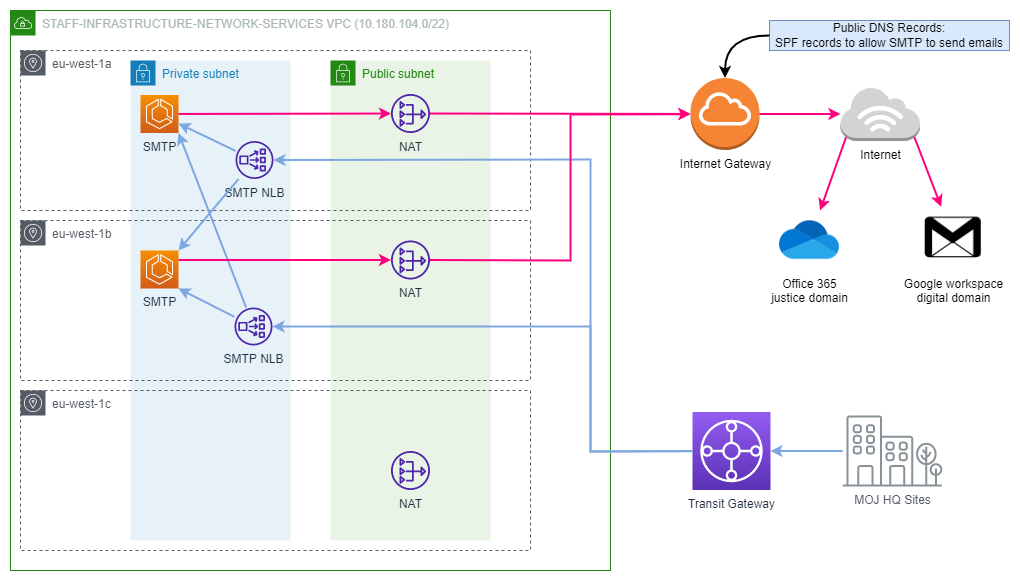 STAFF-INFRASTRUCTURE-NETWORK-SERVICES VPC (10.180.104.0/22)
Public DNS Records:
SPF records to allow SMTP to send emails
eu-west-1a
Private subnet
Public subnet
SMTP
NAT
Internet Gateway
Internet
SMTP NLB
eu-west-1b
SMTP
NAT
Office 365
justice domain
Google workspace
digital domain
SMTP NLB
eu-west-1c
NAT
Transit Gateway
MOJ HQ Sites